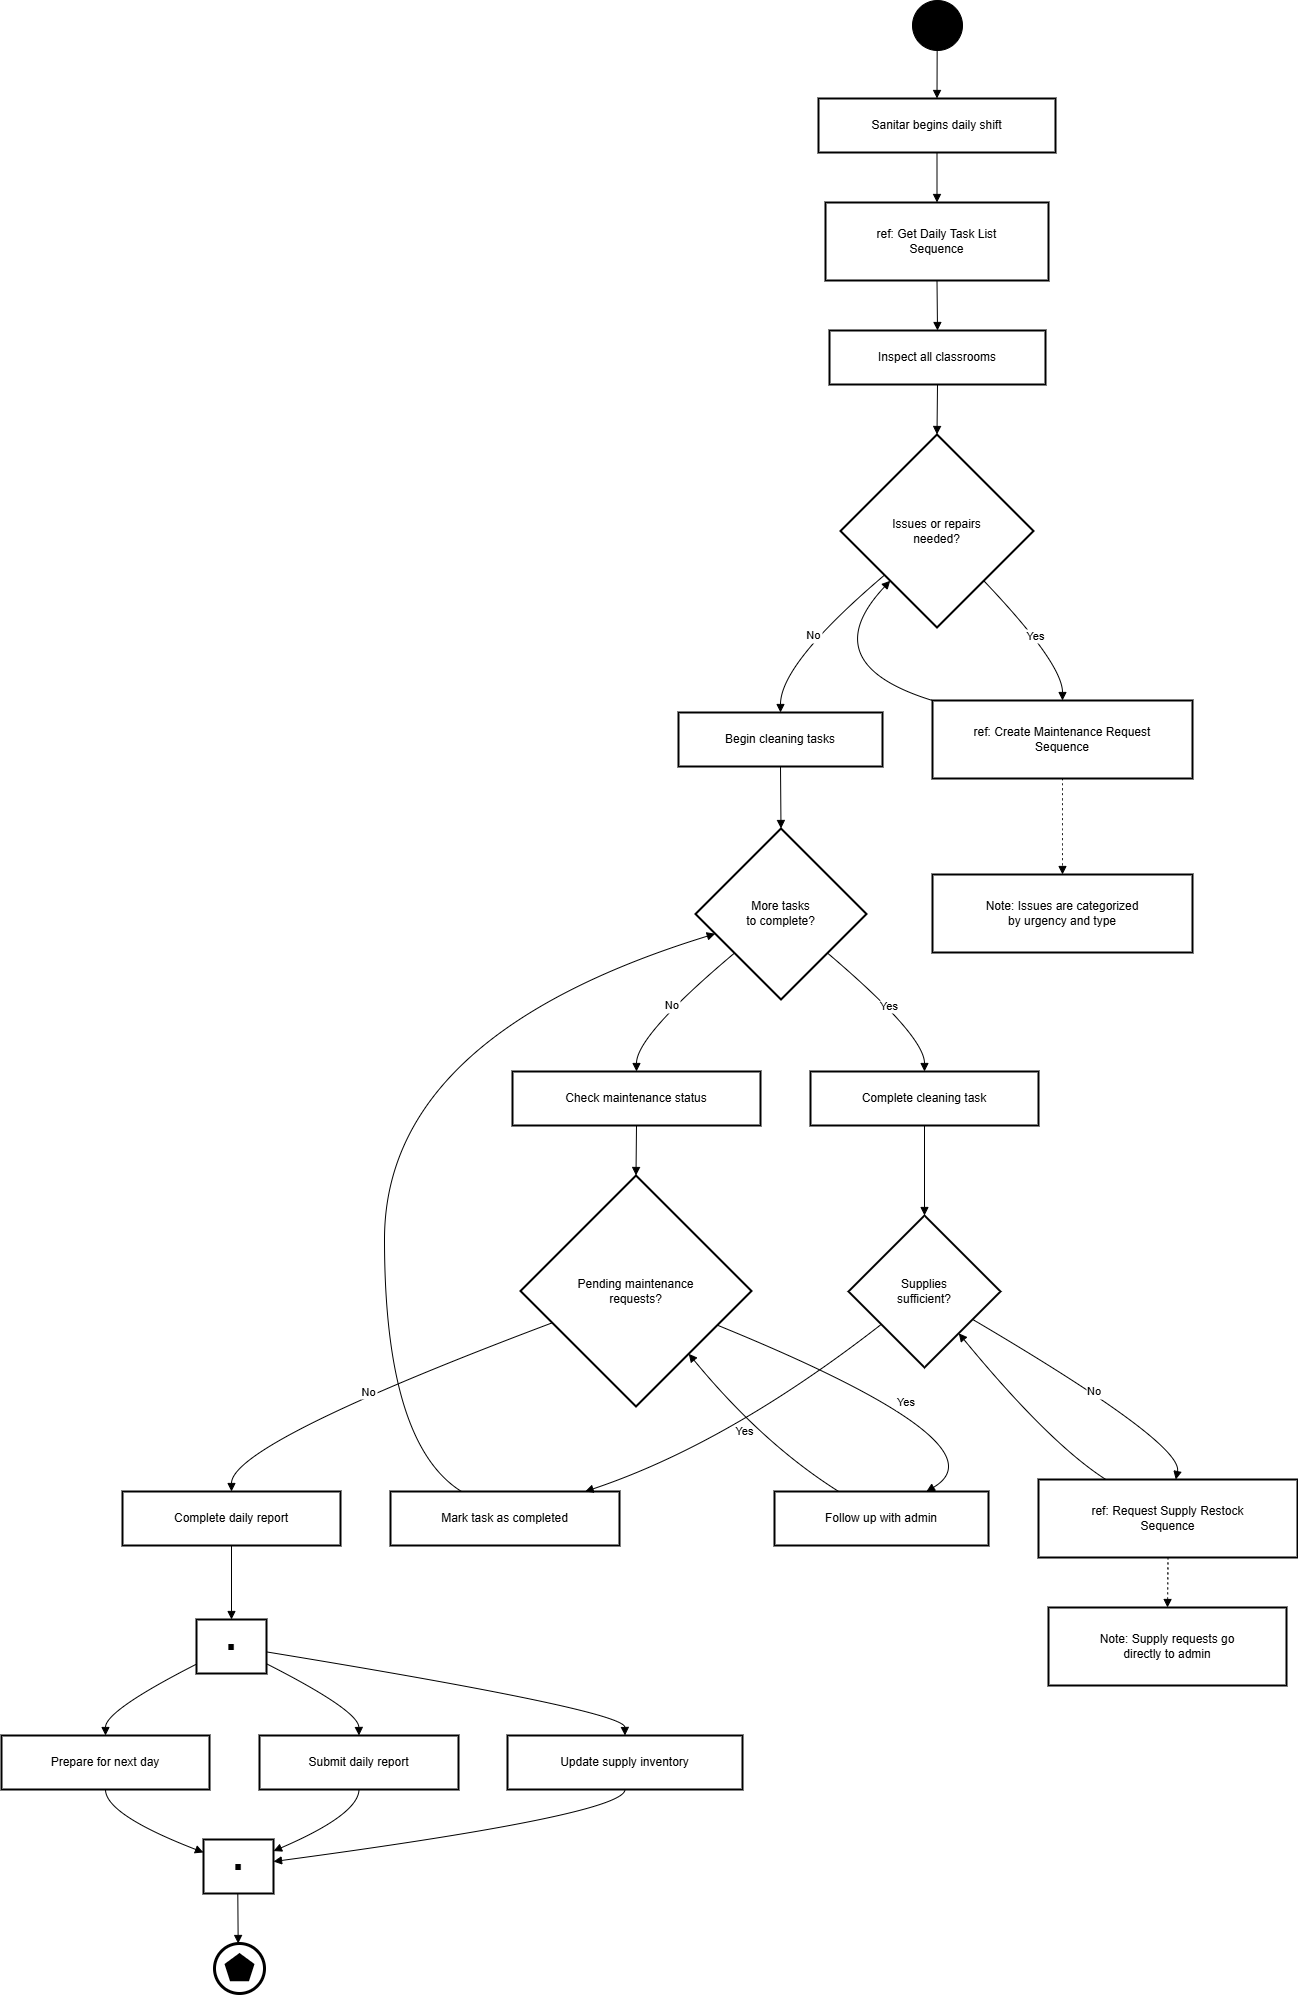 Sanitar begins daily shift
ref: Get Daily Task List
Sequence
Inspect all classrooms
Issues or repairs
needed?
No
Yes
Begin cleaning tasks
ref: Create Maintenance Request
Sequence
More tasks
to complete?
Note: Issues are categorized
by urgency and type
No
Yes
Check maintenance status
Complete cleaning task
Pending maintenance
requests?
Supplies
sufficient?
No
Yes
Yes
No
Complete daily report
Mark task as completed
Follow up with admin
ref: Request Supply Restock
Sequence
Note: Supply requests go
directly to admin
Prepare for next day
Submit daily report
Update supply inventory